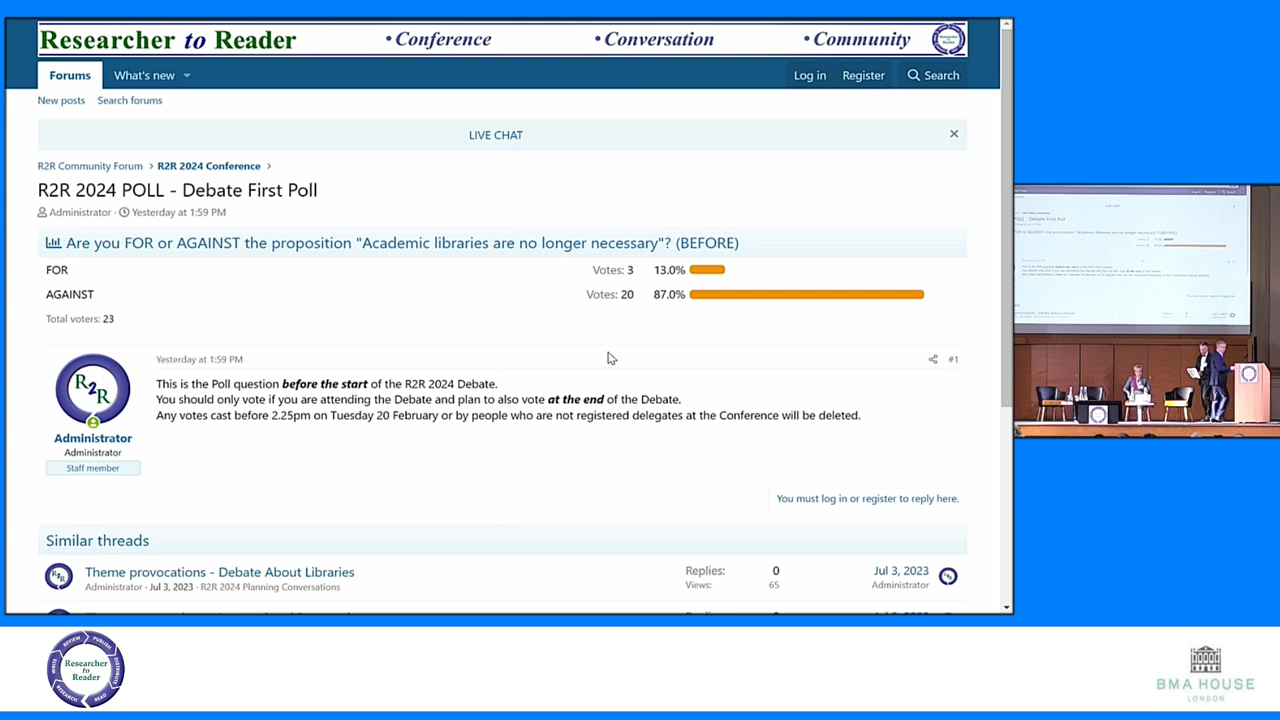 Researcher to Reader
• Conference
• Conversation
• Community
Forums
What's new
Log in
Register
Search
New posts
Search forums
LIVE CHAT
R2R Community Forum > R2R 2024 Conference >
R2R 2024 POLL - Debate First Poll
Administrator · Yesterday at 1:59 PM
Are you FOR or AGAINST the proposition "Academic libraries are no longer necessary"? (BEFORE)
FOR Votes: 3 13.0%
AGAINST Votes: 20 87.0%
Total voters: 23
Yesterday at 1:59 PM
#1
R2R
This is the Poll question before the start of the R2R 2024 Debate.
You should only vote if you are attending the Debate and plan to also vote at the end of the Debate.
Any votes cast before 2.25pm on Tuesday 20 February or by people who are not registered delegates at the Conference will be deleted.
Administrator
Administrator
Staff member
You must log in or register to reply here.
Similar threads
Theme provocations - Debate About Libraries
Administrator · Jul 3, 2023 · R2R 2024 Planning Conversations
Replies: 0
Views: 65
Jul 3, 2023
Administrator
REVIEW
PUBLISH
DISTRIBUTE
READ
RESEARCH
WRITE
Researcher
to
Reader
BMA HOUSE
LONDON